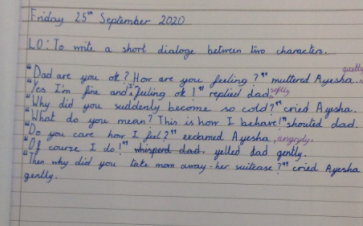 Friday 25th September 2020
LO: To write a short dialoge between two characters.
"Dad are you ok? How are you feeling?" muttered Ayesha quietly.
"Yes I'm fine and feeling ok!" replied dad softly
"Why did you suddenly become so cold?" cried Ayesha.
"What do you mean? This is how I behave!" shouted dad.
"Do you care how I feel?" exclaimed Ayesha angrily.
"Of course I do!" whisperd dad. yelled dad gently.
Then why did you take mom away her suitcase?" cried Ayesha
gently.